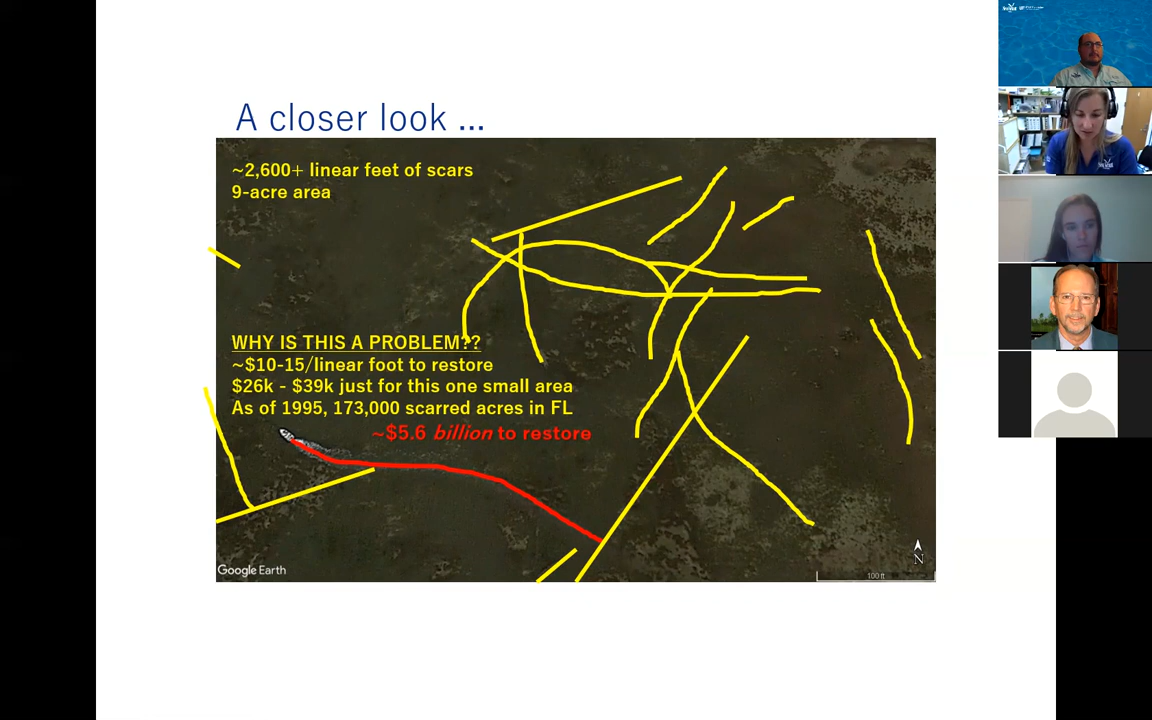 A closer look ...
~2,600+ linear feet of scars
9-acre area
WHY IS THIS A PROBLEM??
~$10-15/linear foot to restore
$26k - $39k just for this one small area
As of 1995, 173,000 scarred acres in FL
~$5.6 billion to restore
Google Earth
N
100 ft